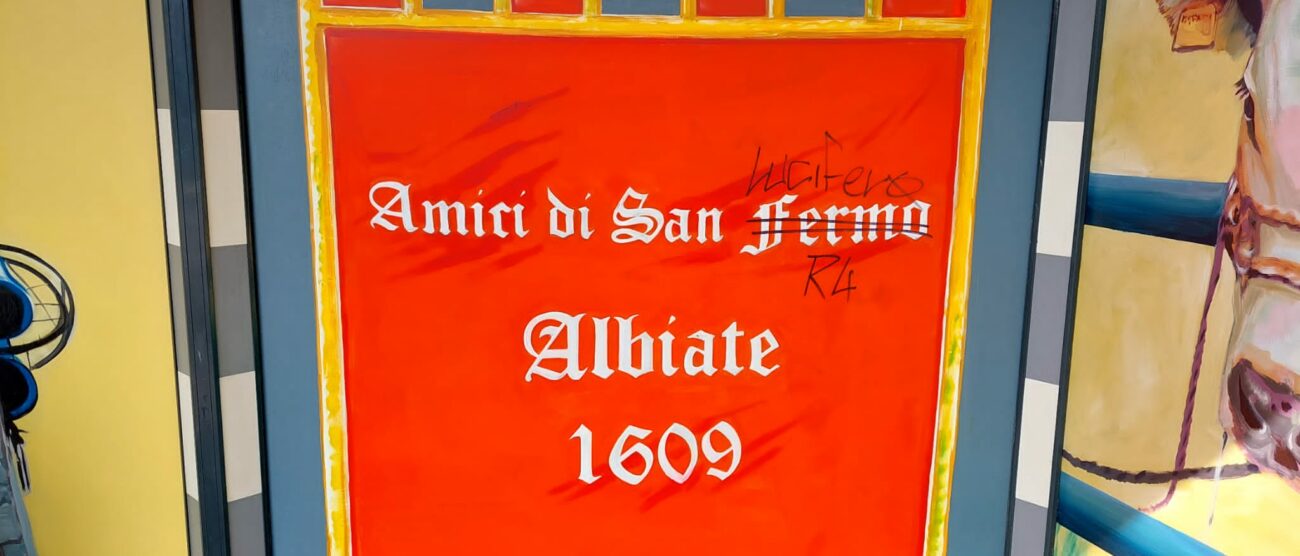 Lucifero
Amici di San Fermo
R4
Albiate
1609